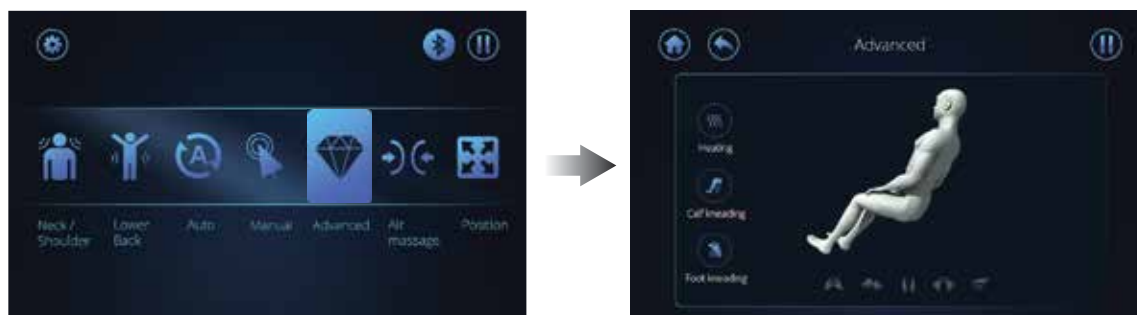 A
Neck /
Shoulder
Lower
Back
Auto
Manual
Advanced
Air
massage
Position
Advanced
Heating
Calf kneading
Foot kneading